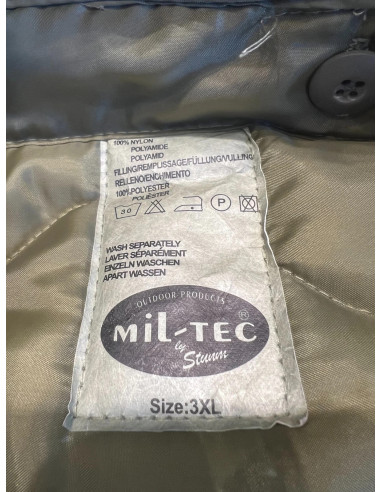 100% NYLON
POLYAMIDE
POLYAMID
FILLING/REMPLISSAGE/FÜLLUNG/VULLING/
RELLENO/ENCHIMENTO
100% POLYESTER
POLIÉSTER
30 P
WASH SEPARATELY
LAVER SÉPARÉMENT
EINZELN WASCHEN
APART WASSEN
OUTDOOR PRODUCTS
MiL-TEC ®
by Sturm
Size:3XL